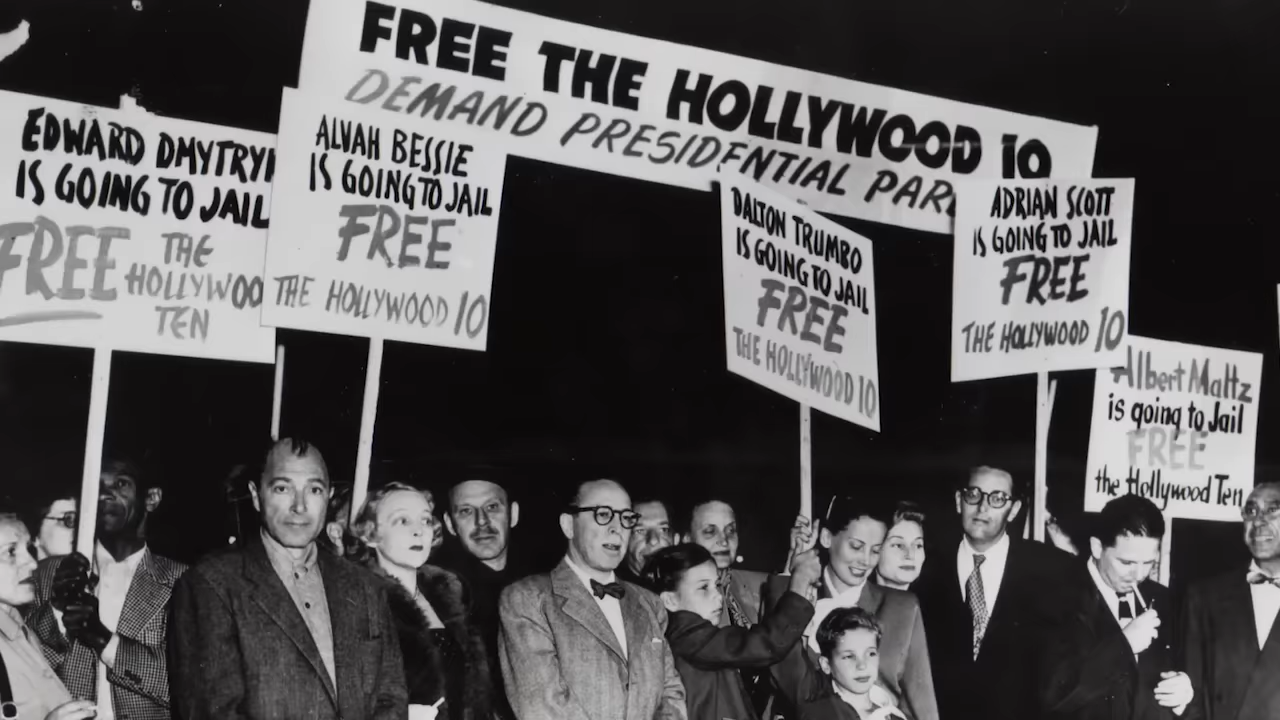 FREE THE HOLLYWOOD 10
DEMAND PRESIDENTIAL
EDWARD DMYTRY
IS GOING TO JAIL
FREE THE
HOLLYWOO
TEN
ALVAH BESSIE
IS GOING TO JAIL
FREE
THE HOLLYWOOD 10
DALTON TRUMBO
IS GOING TO JAIL
FREE
THE HOLLYWOOD 10
ADRIAN SCOTT
IS GOING TO JAIL
FREE
THE HOLLYWOOD 10
Albert Maltz
is going to Jail
FREE
the Hollywood Ten